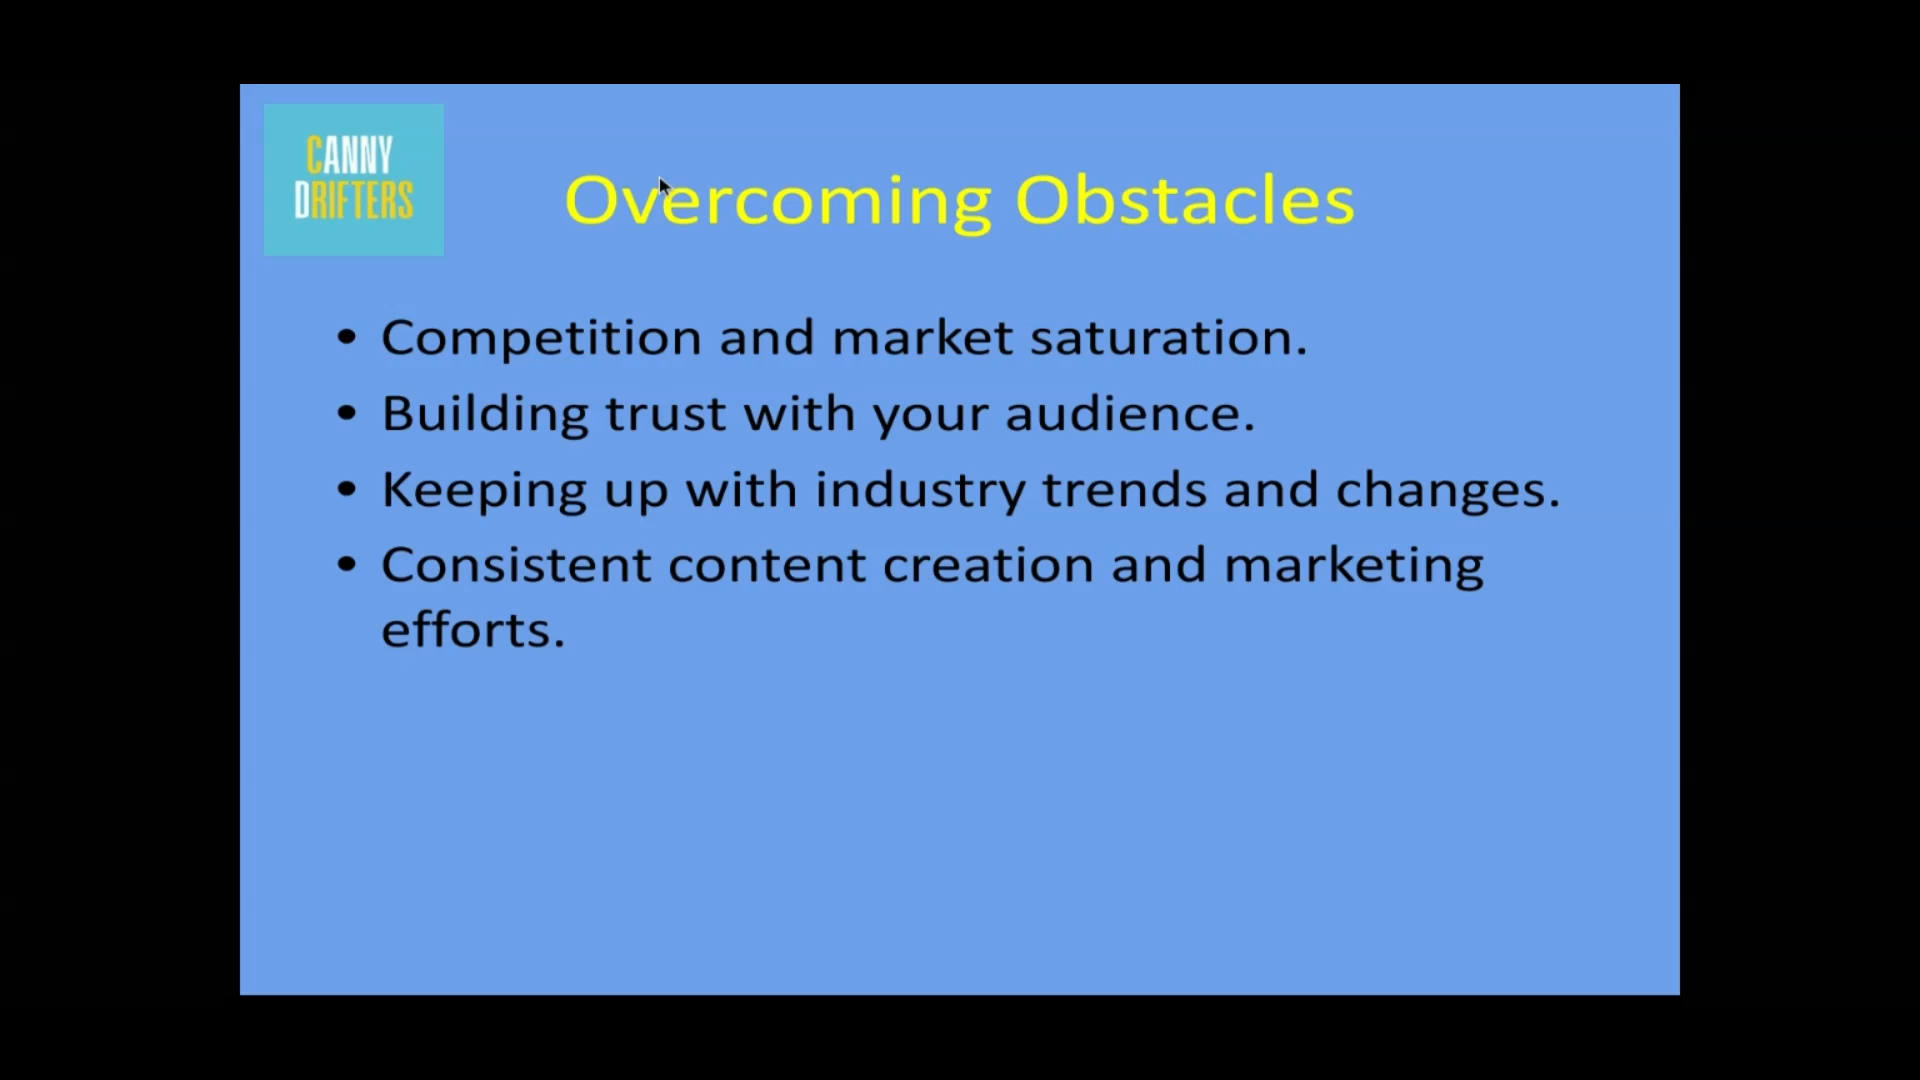 CANNY
DRIFTERS
Overcoming Obstacles
• Competition and market saturation.
• Building trust with your audience.
• Keeping up with industry trends and changes.
• Consistent content creation and marketing
efforts.